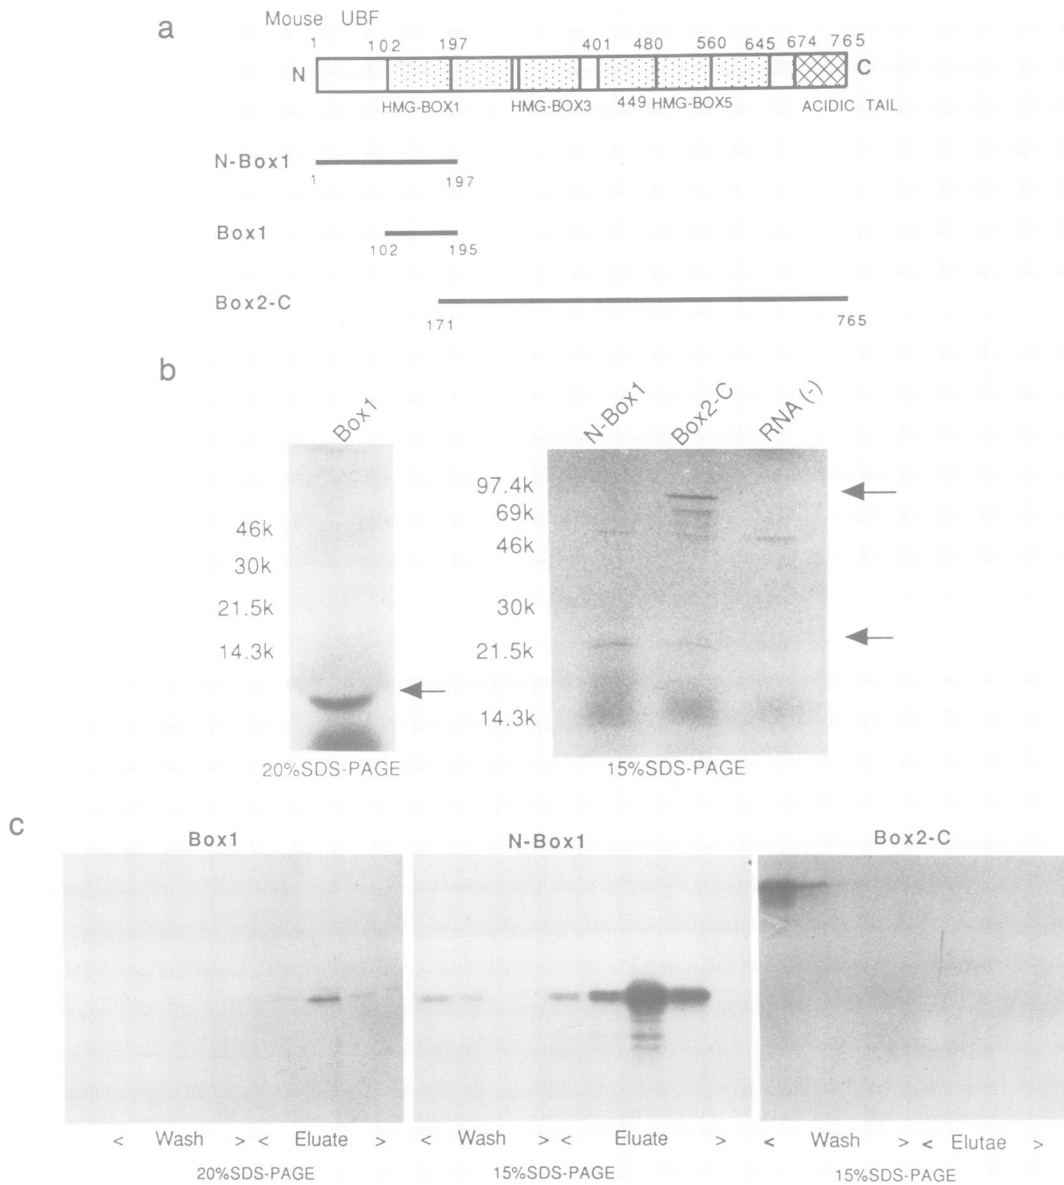 a
Mouse UBF
1 102 197 401 480 560 645 674 765
N C
HMG-BOX1 HMG-BOX3 449 HMG-BOX5 ACIDIC TAIL
N-Box1
1 197
Box1
102 195
Box2-C
171 765
b
Box1 N-Box1 Box2-C RNA (-)
97.4k
69k
46k
30k
21.5k
14.3k
46k
30k
21.5k
14.3k
20%SDS-PAGE 15%SDS-PAGE
c
Box1 N-Box1 Box2-C
< Wash > < Eluate > < Wash > < Eluate > < Wash > < Elutae >
20%SDS-PAGE 15%SDS-PAGE 15%SDS-PAGE